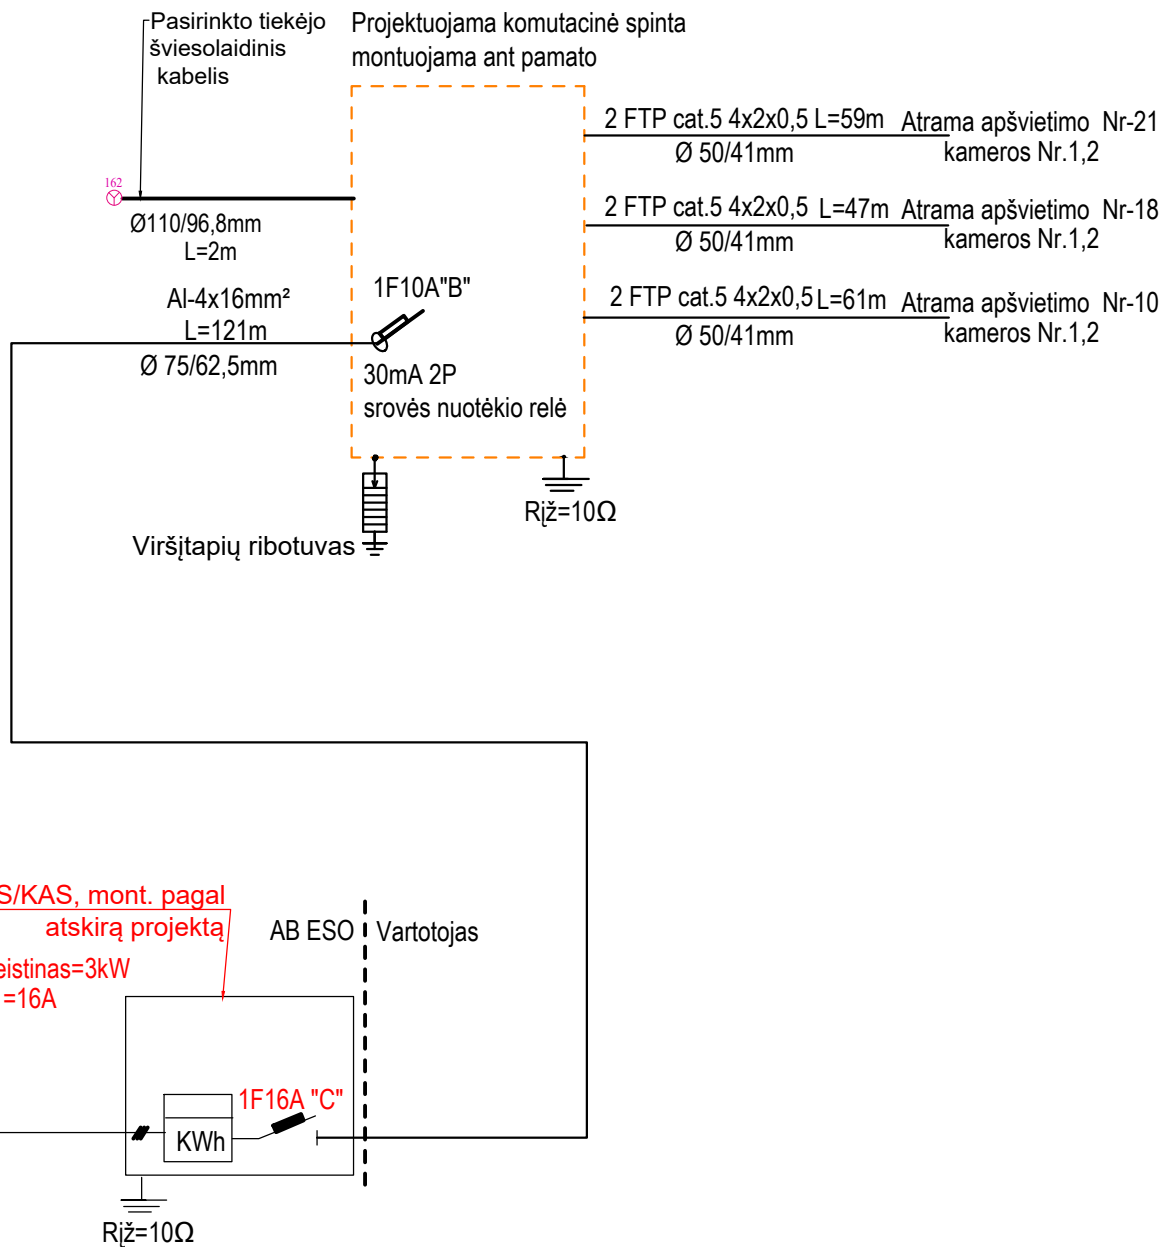 Pasirinkto tiekėjo
šviesolaidinis
kabelis
Projektuojama komutacinė spinta
montuojama ant pamato
2 FTP cat.5 4x2x0,5 L=59m
Ø 50/41mm
Atrama apšvietimo Nr-21
kameros Nr.1,2
162
Ø110/96,8mm
L=2m
2 FTP cat.5 4x2x0,5 L=47m
Ø 50/41mm
Atrama apšvietimo Nr-18
kameros Nr.1,2
Al-4x16mm²
L=121m
Ø 75/62,5mm
1F10A"B"
30mA 2P
srovės nuotėkio relė
2 FTP cat.5 4x2x0,5 L=61m
Ø 50/41mm
Atrama apšvietimo Nr-10
kameros Nr.1,2
Rįž=10Ω
Viršįtapių ribotuvas
S/KAS, mont. pagal
atskirą projektą
AB ESO
Vartotojas
eistinas=3kW
=16A
1F16A "C"
KWh
Rįž=10Ω